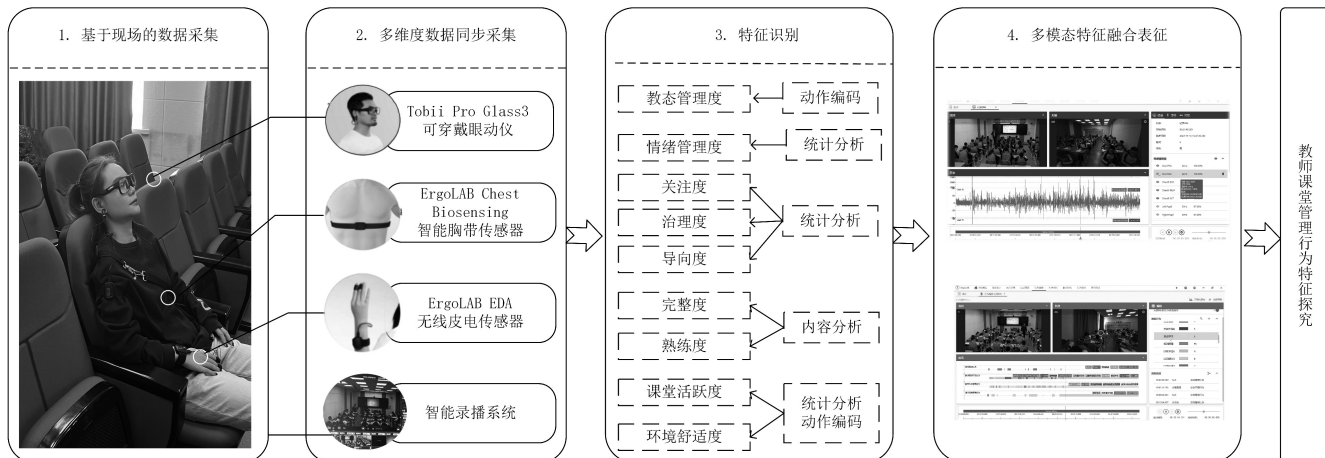 1. 基于现场的数据采集
2. 多维度数据同步采集
Tobii Pro Glass3
可穿戴眼动仪
ErgoLAB Chest
Biosensing
智能胸带传感器
ErgoLAB EDA
无线皮电传感器
智能录播系统
3. 特征识别
教态管理度
动作编码
情绪管理度
统计分析
关注度
治理度
统计分析
导向度
完整度
内容分析
熟练度
课堂活跃度
统计分析
动作编码
环境舒适度
4. 多模态特征融合表征
教师课堂管理行为特征探究